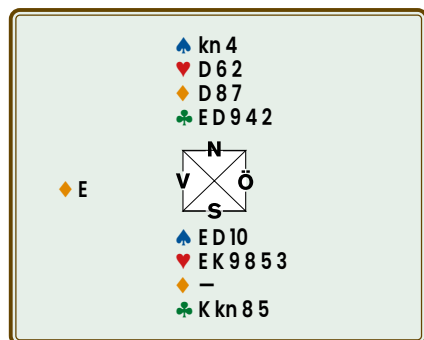 ♠ kn 4
♥ D 6 2
♦ D 8 7
♣ E D 9 4 2
N
♦ E
V Ö
S
♠ E D 10
♥ E K 9 8 5 3
♦ –
♣ K kn 8 5